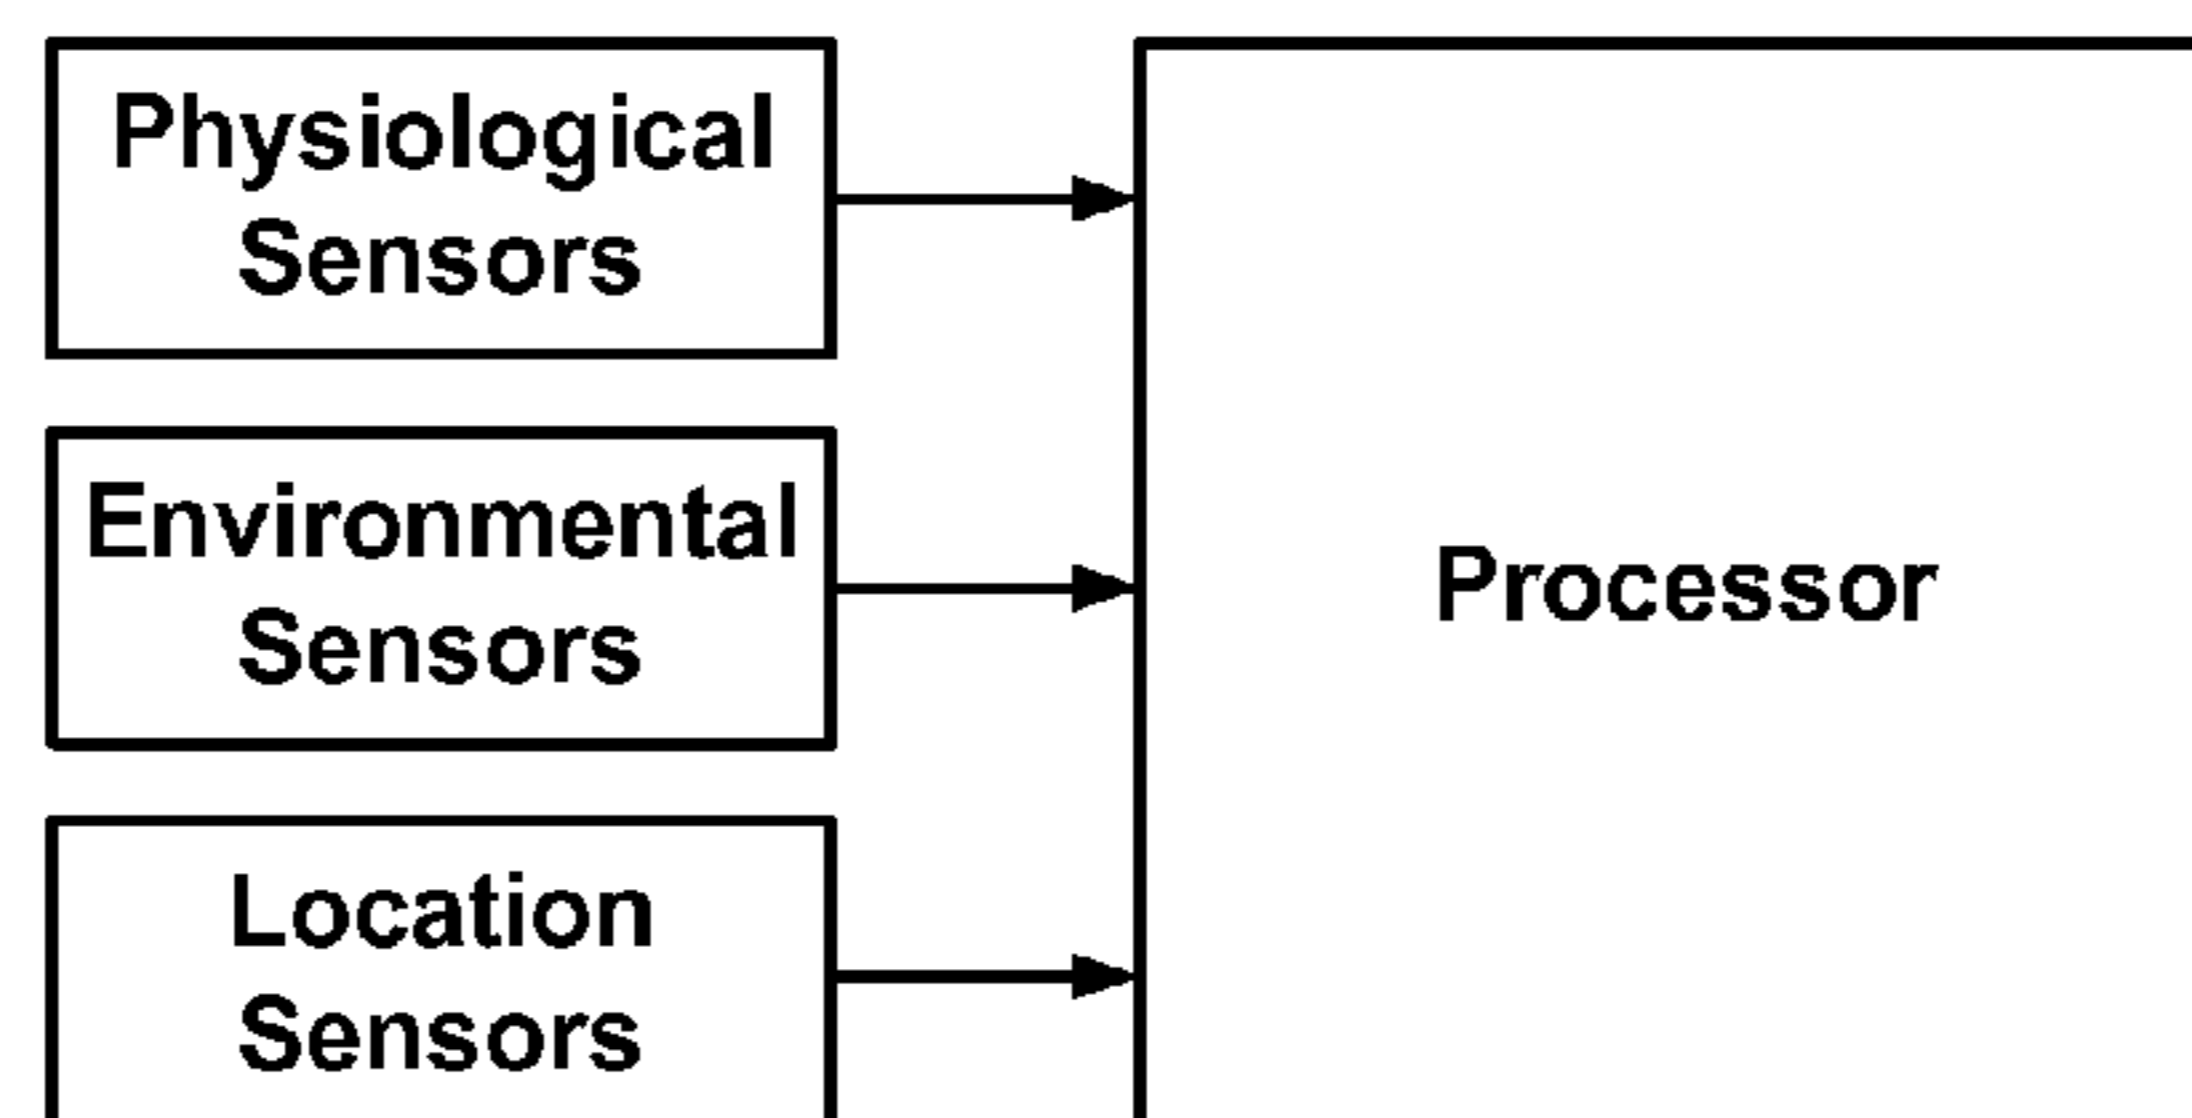 Physiological
Sensors
Environmental
Sensors
Processor
Location
Sensors